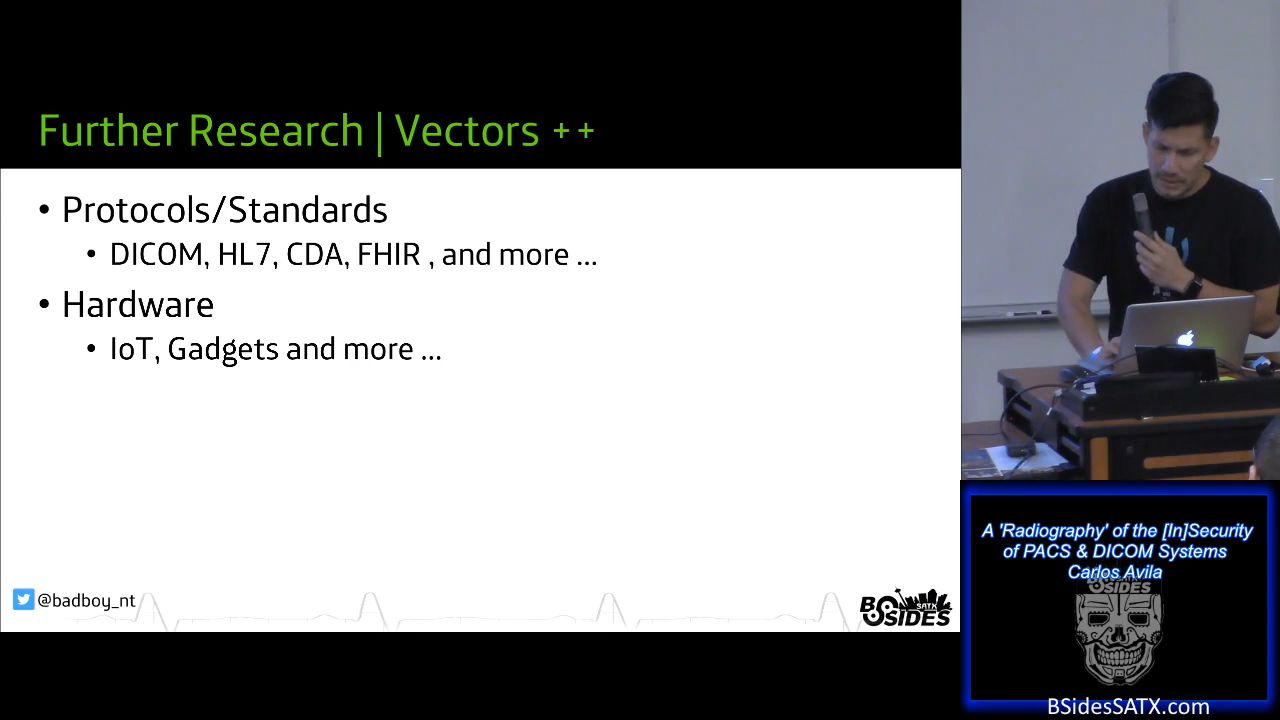 Further Research | Vectors ++
• Protocols/Standards
• DICOM, HL7, CDA, FHIR , and more ...
• Hardware
• IoT, Gadgets and more ...
@badboy_nt
BSIDES
SATX
A 'Radiography' of the [In]Security
of PACS & DICOM Systems
Carlos Avila
BSIDES
SATX
BSidesSATX.com